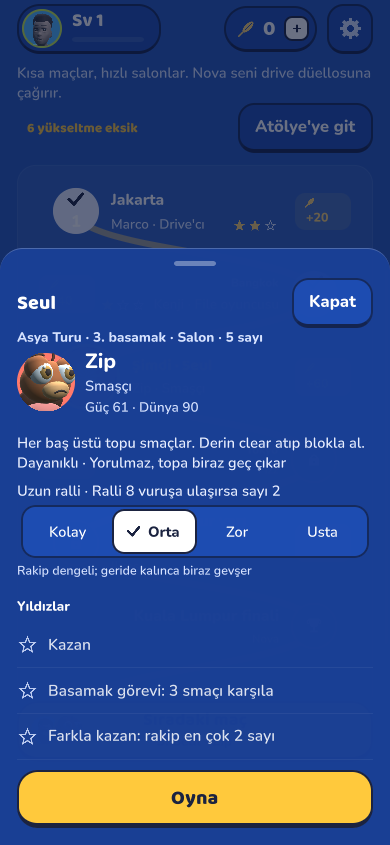 Sv 1
0
+
Kısa maçlar, hızlı salonlar. Nova seni drive düellosuna
çağırır.
6 yükseltme eksik
Atölye'ye git
Jakarta
Marco · Drive'cı
+20
Seul
Kapat
Asya Turu · 3. basamak · Salon · 5 sayı
Zip
Smaşçı
Güç 61 · Dünya 90
Her baş üstü topu smaçlar. Derin clear atıp blokla al.
Dayanıklı · Yorulmaz, topa biraz geç çıkar
Uzun ralli · Ralli 8 vuruşa ulaşırsa sayı 2
Kolay
Orta
Zor
Usta
Rakip dengeli; geride kalınca biraz gevşer
Yıldızlar
Kazan
Basamak görevi: 3 smaçı karşıla
Farkla kazan: rakip en çok 2 sayı
Oyna